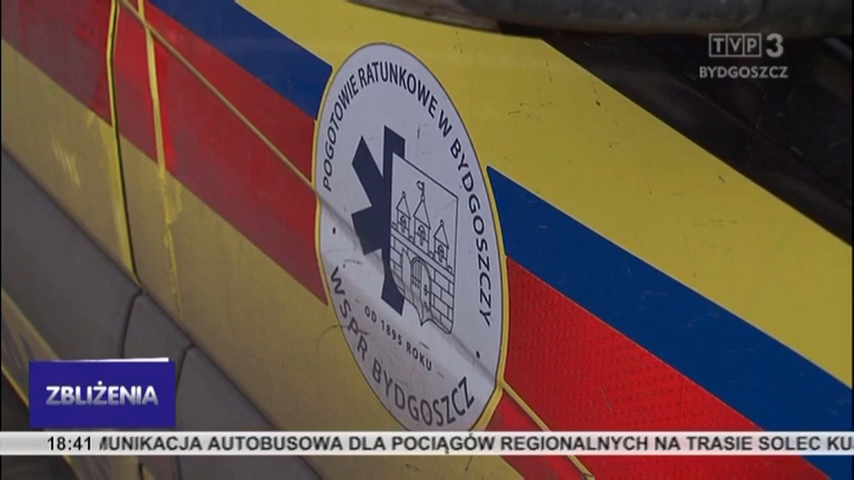 TVP3
BYDGOSZCZ
POGOTOWIE RATUNKOWE W BYDGOSZCZY
OD 1895 ROKU
WSPR BYDGOSZCZ
ZBLIŻENIA
18:41 MUNIKACJA AUTOBUSOWA DLA POCIĄGÓW REGIONALNYCH NA TRASIE SOLEC KU